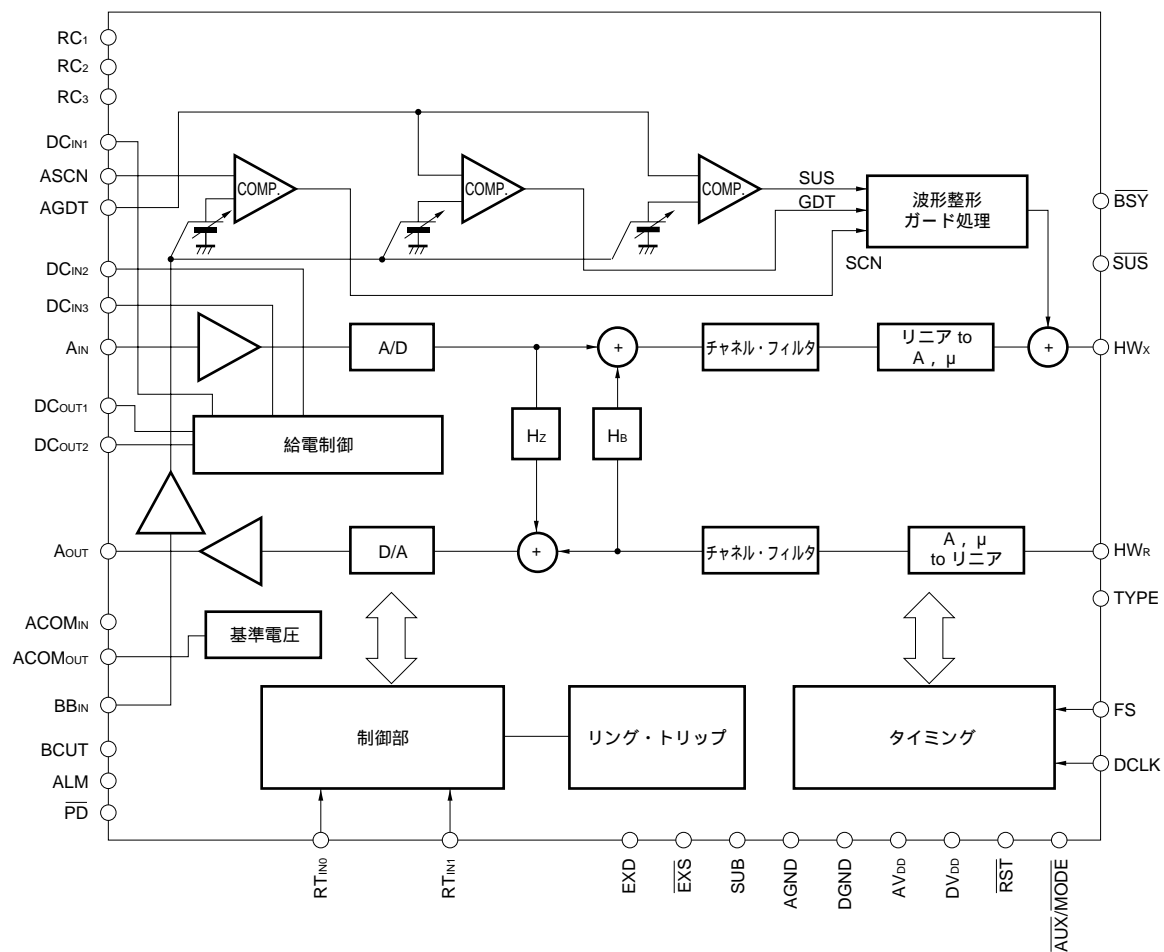 RC1
RC2
RC3
DCIN1
ASCN
AGDT
DCIN2
DCIN3
AIN
DCOUT1
DCOUT2
AOUT
ACOMIN
ACOMOUT
BBIN
BCUT
ALM
PD
COMP.
COMP.
COMP.
SUS
GDT
SCN
波形整形
ガード処理
BSY
SUS
A/D
+
チャネル・フィルタ
リニア to
A , μ
+
HWX
給電制御
HZ
HB
D/A
+
チャネル・フィルタ
A , μ
to リニア
HWR
TYPE
基準電圧
制御部
リング・トリップ
タイミング
FS
DCLK
RTIN0
RTIN1
EXD
EXS
SUB
AGND
DGND
AVDD
DVDD
RST
AUX/MODE